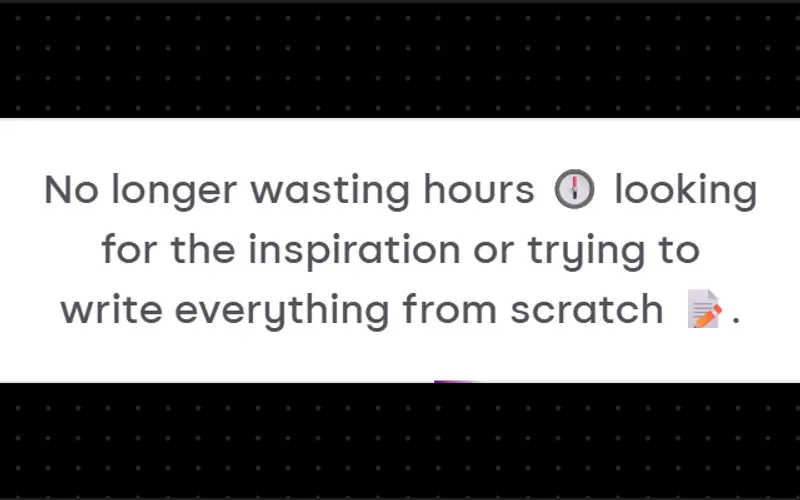 No longer wasting hours 🕛 looking
for the inspiration or trying to
write everything from scratch 📝.